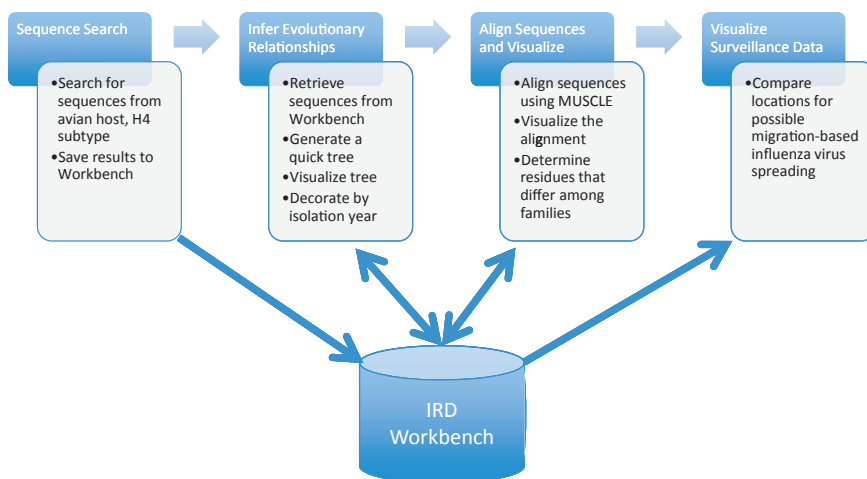 Sequence Search
•Search for
sequences from
avian host, H4
subtype
•Save results to
Workbench
Infer Evolutionary
Relationships
•Retrieve
sequences from
Workbench
•Generate a
quick tree
•Visualize tree
•Decorate by
isolation year
Align Sequences
and Visualize
•Align sequences
using MUSCLE
•Visualize the
alignment
•Determine
residues that
differ among
families
Visualize
Surveillance Data
•Compare
locations for
possible
migration-based
influenza virus
spreading
IRD
Workbench